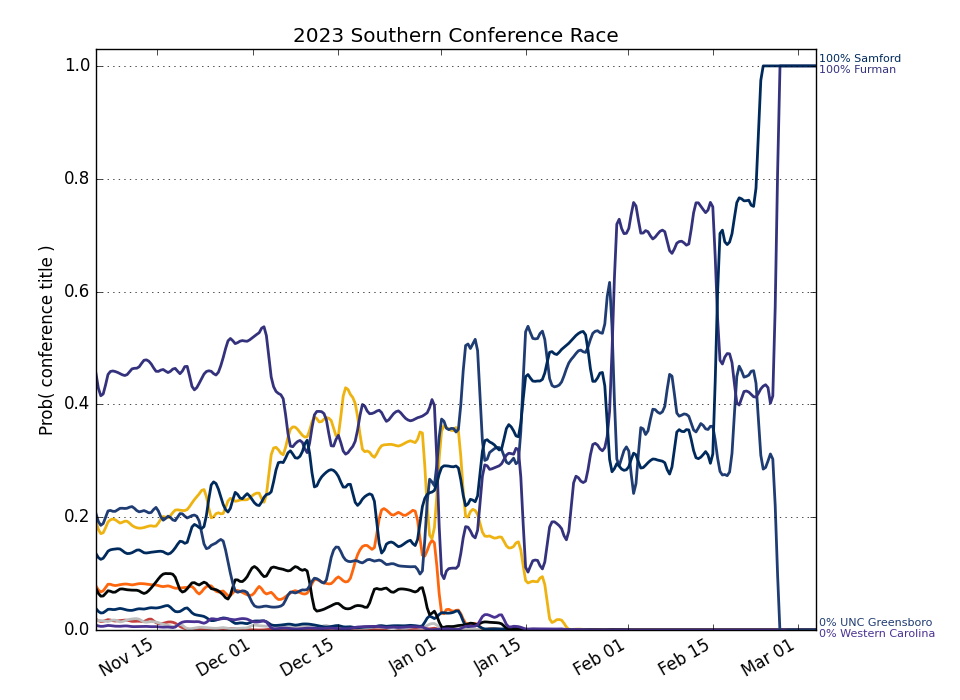 2023 Southern Conference Race
Prob( conference title )
1.0
0.8
0.6
0.4
0.2
0.0
Nov 15
Dec 01
Dec 15
Jan 01
Jan 15
Feb 01
Feb 15
Mar 01
100% Samford
100% Furman
0% UNC Greensboro
0% Western Carolina